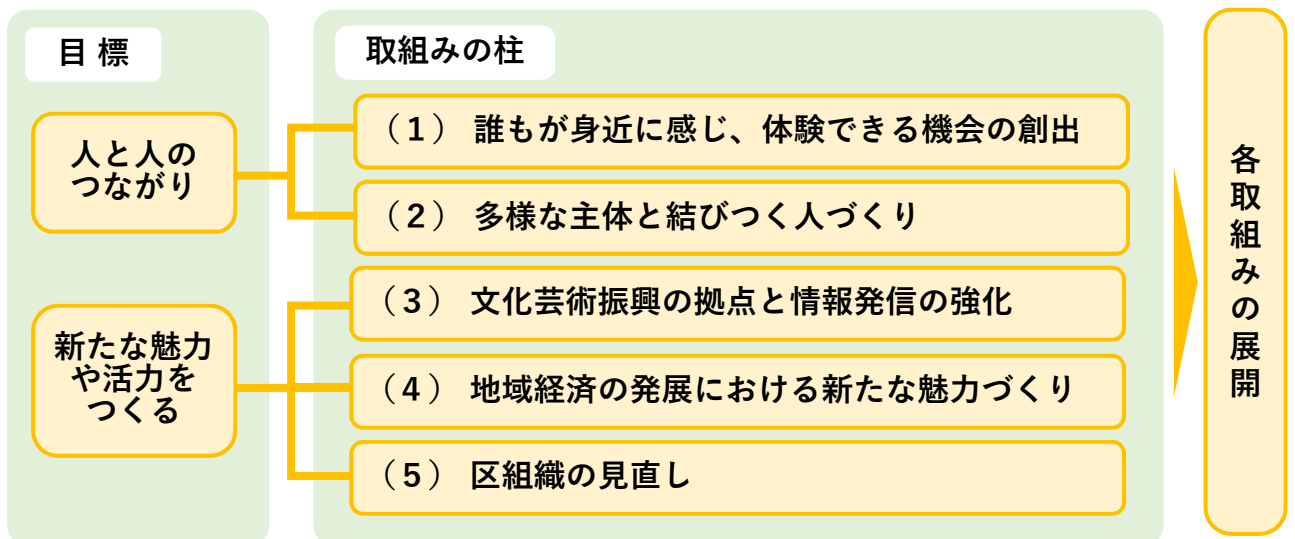 目標
人と人の
つながり
新たな魅力
や活力を
つくる
取組みの柱
（１） 誰もが身近に感じ、体験できる機会の創出
（２） 多様な主体と結びつく人づくり
（３） 文化芸術振興の拠点と情報発信の強化
（４） 地域経済の発展における新たな魅力づくり
（５） 区組織の見直し
各取組みの展開